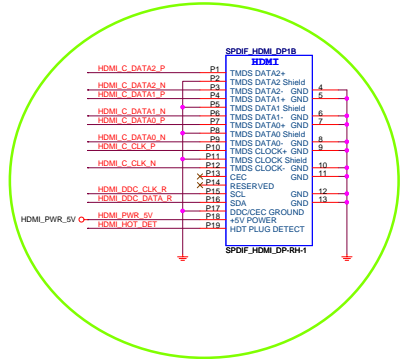 SPDIF_HDMI_DP1B
HDMI
HDMI_C_DATA2_P P1 TMDS DATA2+
P2 TMDS DATA2 Shield
HDMI_C_DATA2_N P3 TMDS DATA2- GND 4
HDMI_C_DATA1_P P4 TMDS DATA1+ GND 5
P5 TMDS DATA1 Shield
HDMI_C_DATA1_N P6 TMDS DATA1- GND 6
HDMI_C_DATA0_P P7 TMDS DATA0+ GND 7
P8 TMDS DATA0 Shield
HDMI_C_DATA0_N P9 TMDS DATA0- GND 8
HDMI_C_CLK_P P10 TMDS CLOCK+ GND 9
P11 TMDS CLOCK Shield
HDMI_C_CLK_N P12 TMDS CLOCK- GND 10
P13 CEC GND 11
P14 RESERVED
HDMI_DDC_CLK_R P15 SCL GND 12
HDMI_DDC_DATA_R P16 SDA GND 13
P17 DDC/CEC GROUND
HDMI_PWR_5V HDMI_PWR_5V P18 +5V POWER
HDMI_HOT_DET P19 HDT PLUG DETECT
SPDIF_HDMI_DP-RH-1